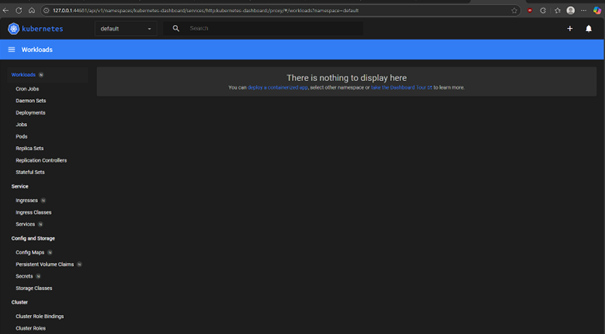 127.0.0.1:44601/api/v1/namespaces/kubernetes-dashboard/services/http:kubernetes-dashboard:/proxy/#/workloads?namespace=default
kubernetes
default
Search
Workloads
Workloads N
There is nothing to display here
You can deploy a containerized app, select other namespace or take the Dashboard Tour to learn more.
Cron Jobs
Daemon Sets
Deployments
Jobs
Pods
Replica Sets
Replication Controllers
Stateful Sets
Service
Ingresses N
Ingress Classes
Services N
Config and Storage
Config Maps N
Persistent Volume Claims N
Secrets N
Storage Classes
Cluster
Cluster Role Bindings
Cluster Roles